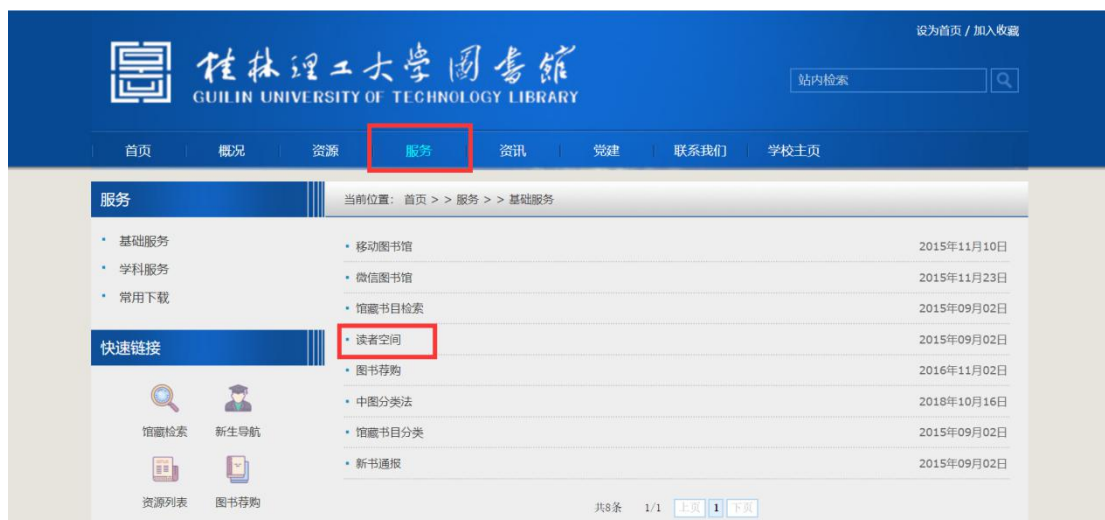 设为首页 / 加入收藏
桂林理工大学图书馆
GUILIN UNIVERSITY OF TECHNOLOGY LIBRARY
站内检索
首页 概况 资源 服务 资讯 党建 联系我们 学校主页
服务
当前位置: 首页 > > 服务 > > 基础服务
基础服务
学科服务
常用下载
移动图书馆 2015年11月10日
微信图书馆 2015年11月23日
馆藏书目检索 2015年09月02日
读者空间 2015年09月02日
图书荐购 2016年11月02日
中图分类法 2018年10月16日
馆藏书目分类 2015年09月02日
新书通报 2015年09月02日
快速链接
馆藏检索 新生导航
资源列表 图书荐购
共8条 1/1 上页 1 下页